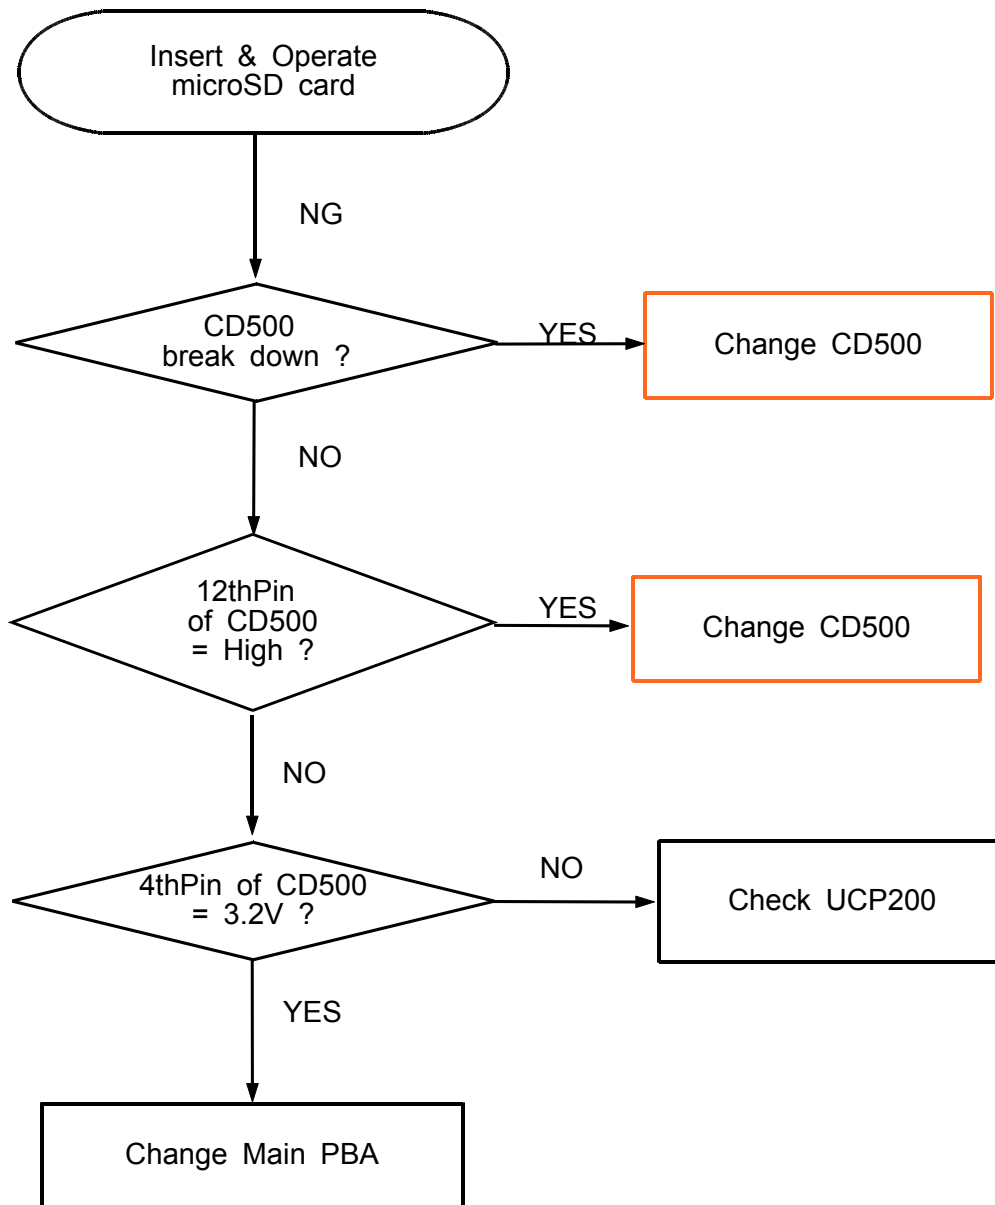 Insert & Operate
microSD card
NG
CD500
break down ?
YES
Change CD500
NO
12thPin
of CD500
= High ?
YES
Change CD500
NO
4thPin of CD500
= 3.2V ?
NO
Check UCP200
YES
Change Main PBA